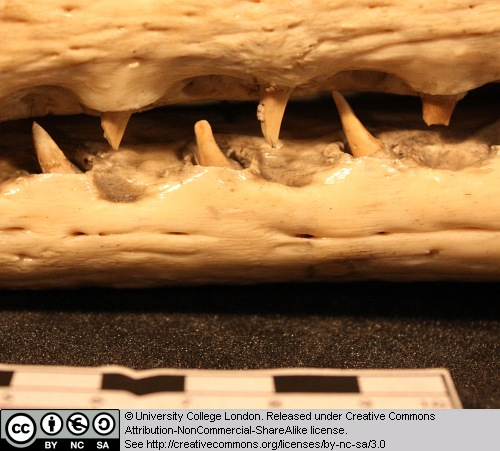 © University College London. Released under Creative Commons
Attribution-NonCommercial-ShareAlike license.
See http://creativecommons.org/licenses/by-nc-sa/3.0
cc BY NC SA